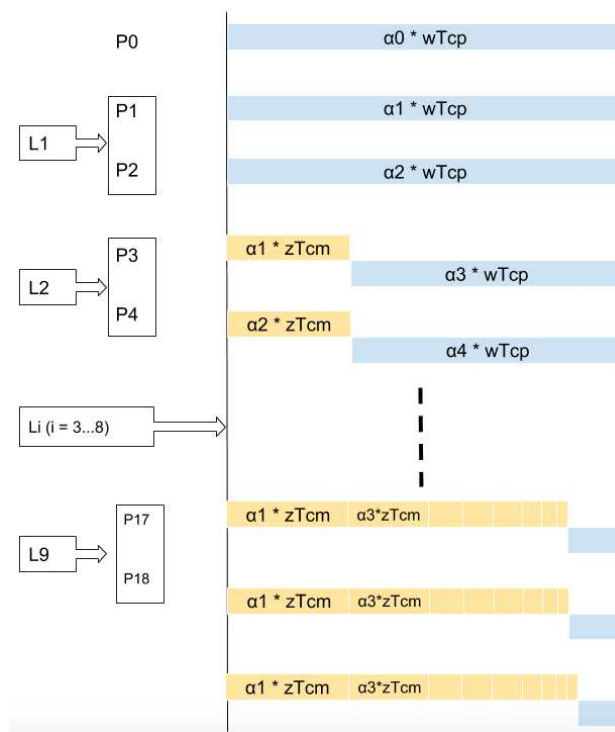 P0
α0 * wTcp
P1
α1 * wTcp
L1
P2
α2 * wTcp
P3
α1 * zTcm
α3 * wTcp
L2
P4
α2 * zTcm
α4 * wTcp
Li (i = 3...8)
P17
α1 * zTcm
α3*zTcm
L9
P18
α1 * zTcm
α3*zTcm
α1 * zTcm
α3*zTcm